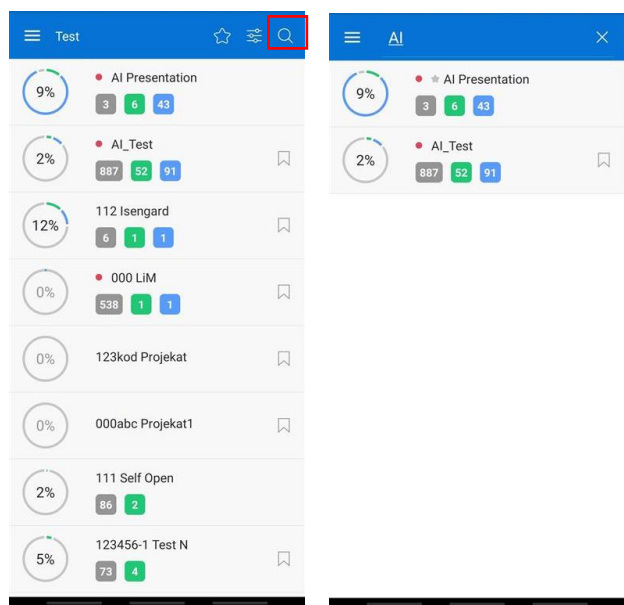 Test
9%
AI Presentation
3 6 43
2%
AI_Test
887 52 91
12%
112 Isengard
6 1 1
0%
000 LiM
538 1 1
0%
123kod Projekat
0%
000abc Projekat1
2%
111 Self Open
86 2
5%
123456-1 Test N
73 4
AI
9%
AI Presentation
3 6 43
2%
AI_Test
887 52 91